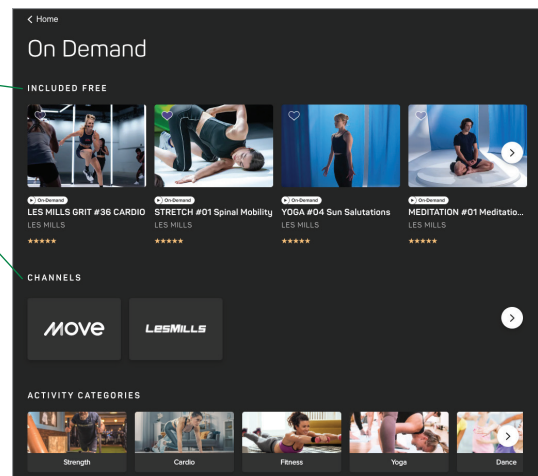 Home
On Demand
INCLUDED FREE
On-Demand
On-Demand
On-Demand
On-Demand
LES MILLS GRIT #36 CARDIO
STRETCH #01 Spinal Mobility
YOGA #04 Sun Salutations
MEDITATION #01 Meditatio...
LES MILLS
LES MILLS
LES MILLS
LES MILLS
CHANNELS
MOVE
LESMILLS
ACTIVITY CATEGORIES
Strength
Cardio
Fitness
Yoga
Dance